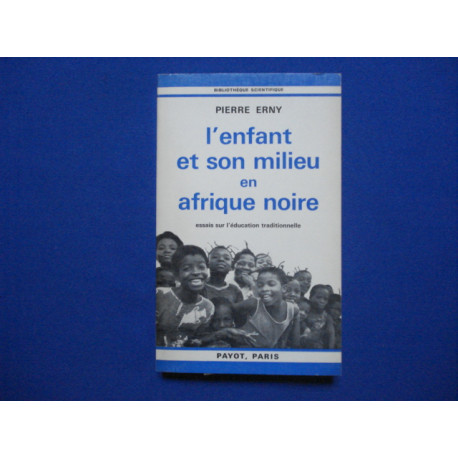 BIBLIOTHÈQUE SCIENTIFIQUE
PIERRE ERNY
l'enfant
et son milieu
en
afrique noire
essais sur l'éducation traditionnelle
PAYOT, PARIS